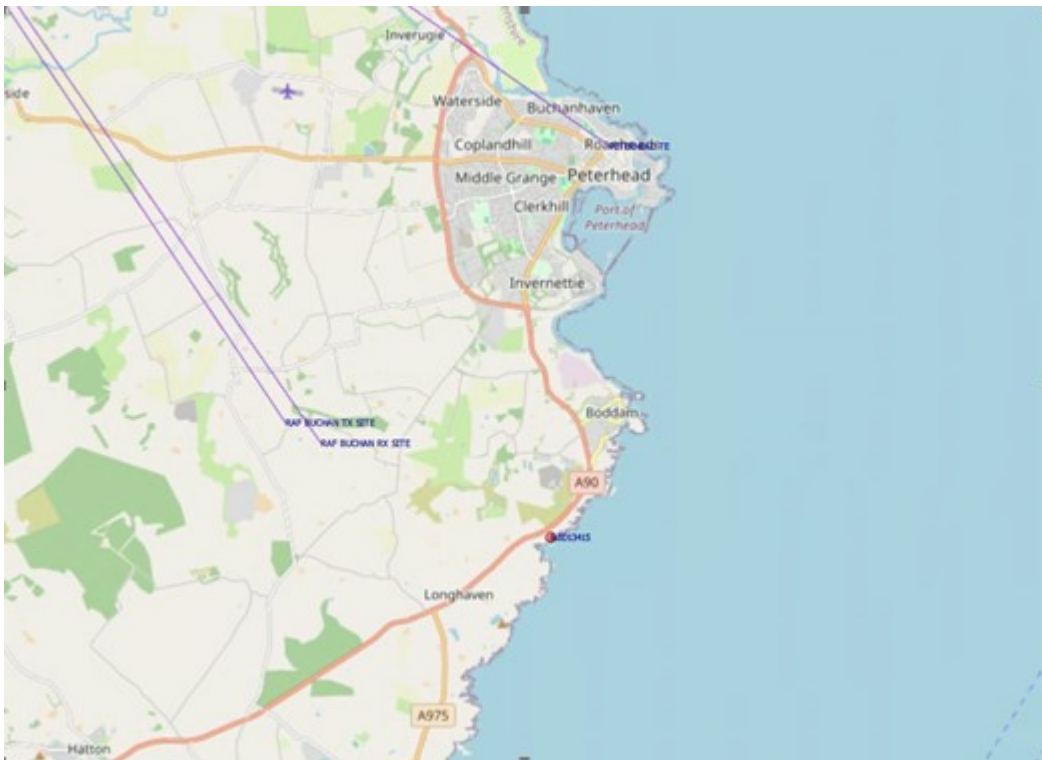 Inverugie
side
Waterside
Buchanhaven
Coplandhill
Middle Grange
Peterhead
Clerkhill
Port of
Peterhead
Invernettie
Boddam
RAF BUCHAN TX SITE
RAF BUCHAN RX SITE
A90
Longhaven
A975
Hatton